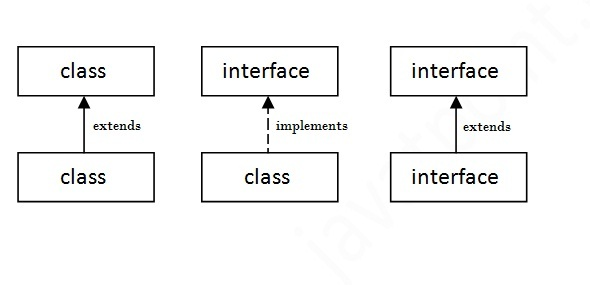 class
interface
interface
extends
implements
extends
class
class
interface